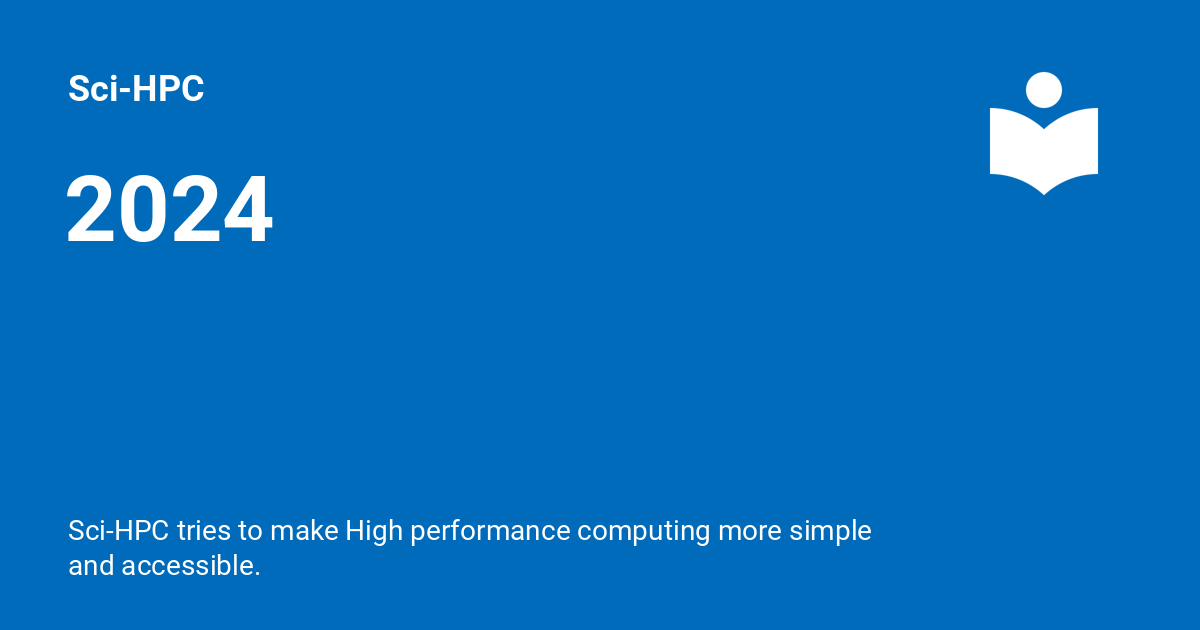 Sci-HPC
2024
Sci-HPC tries to make High performance computing more simple
and accessible.